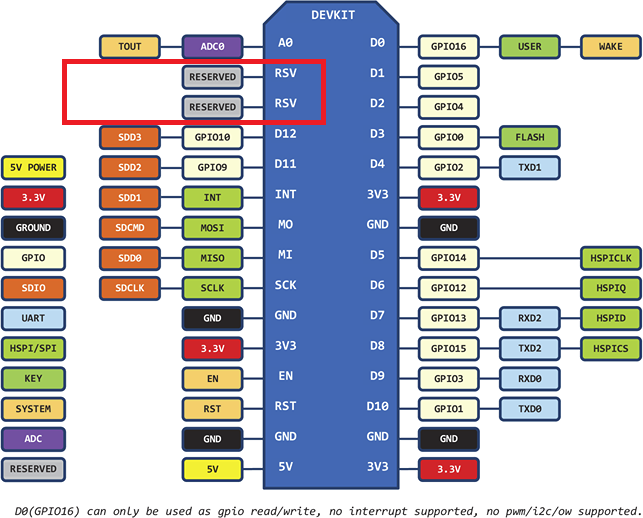 DEVKIT
TOUT ADC0 A0 D0 GPIO16 USER WAKE
RESERVED RSV D1 GPIO5
RESERVED RSV D2 GPIO4
SDD3 GPIO10 D12 D3 GPIO0 FLASH
5V POWER SDD2 GPIO9 D11 D4 GPIO2 TXD1
3.3V SDD1 INT INT 3V3 3.3V
GROUND SDCMD MOSI MO GND GND
GPIO SDD0 MISO MI D5 GPIO14 HSPICLK
SDIO SDCLK SCLK SCK D6 GPIO12 HSPIQ
UART GND GND D7 GPIO13 RXD2 HSPID
HSPI/SPI 3.3V 3V3 D8 GPIO15 TXD2 HSPICS
KEY EN EN D9 GPIO3 RXD0
SYSTEM RST RST D10 GPIO1 TXD0
ADC GND GND GND GND
RESERVED 5V 5V 3V3 3.3V
D0(GPIO16) can only be used as gpio read/write, no interrupt supported, no pwm/i2c/ow supported.